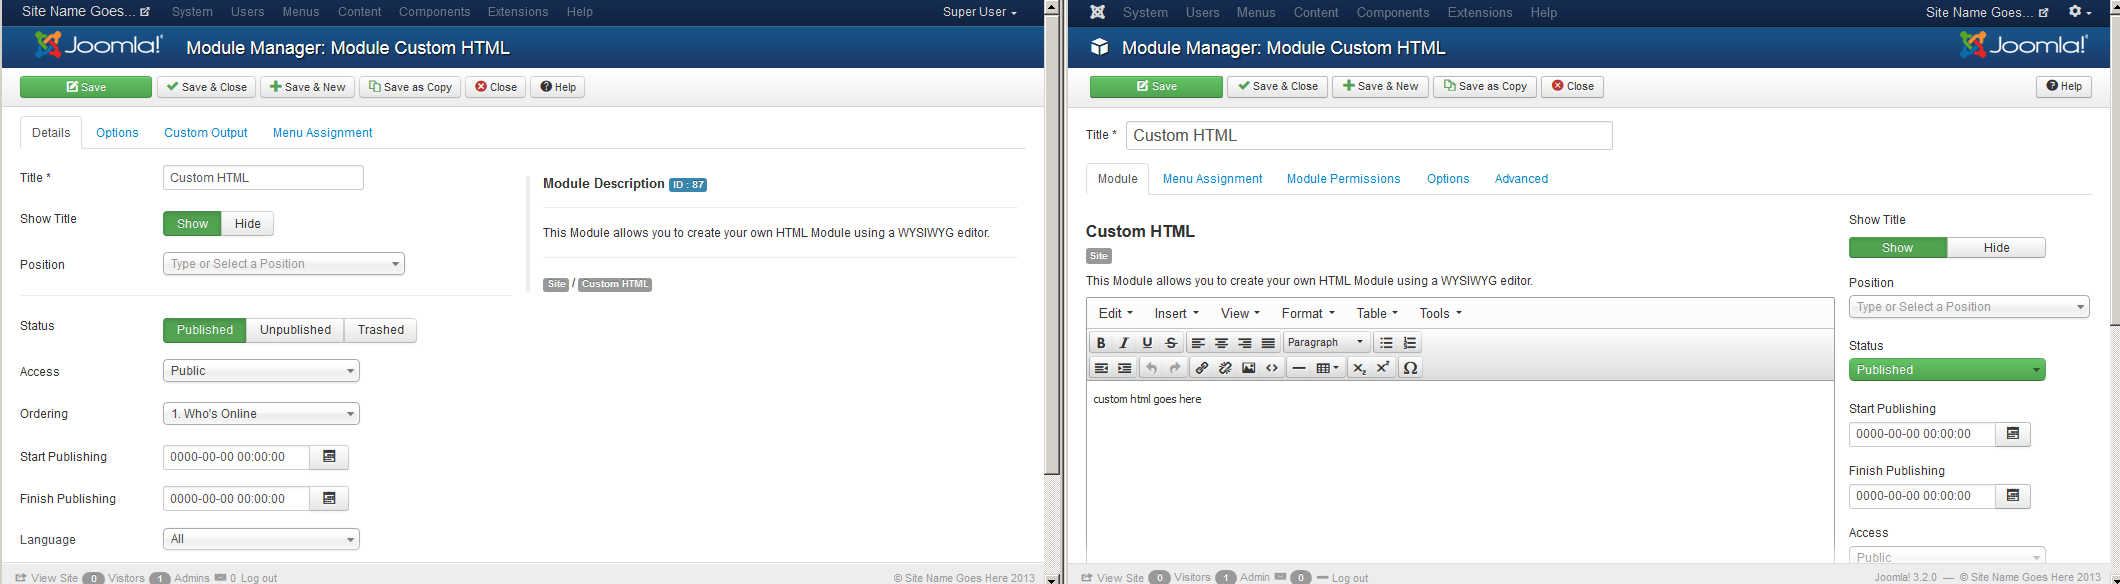 Site Name Goes... System Users Menus Content Components Extensions Help Super User
Joomla! Module Manager: Module Custom HTML
Save Save & Close Save & New Save as Copy Close Help
Details Options Custom Output Menu Assignment
Title * Custom HTML
Show Title Show Hide
Position Type or Select a Position
Status Published Unpublished Trashed
Access Public
Ordering 1. Who's Online
Start Publishing 0000-00-00 00:00:00
Finish Publishing 0000-00-00 00:00:00
Language All
Module Description ID : 87
This Module allows you to create your own HTML Module using a WYSIWYG editor.
Site / Custom HTML
View Site 0 Visitors 1 Admins 0 Log out © Site Name Goes Here 2013
System Users Menus Content Components Extensions Help Site Name Goes...
Module Manager: Module Custom HTML Joomla!
Save Save & Close Save & New Save as Copy Close Help
Title * Custom HTML
Module Menu Assignment Module Permissions Options Advanced
Custom HTML
Site
This Module allows you to create your own HTML Module using a WYSIWYG editor.
Edit Insert View Format Table Tools
B I U S Paragraph
x₂ x² Ω
custom html goes here
Show Title
Show Hide
Position
Type or Select a Position
Status
Published
Start Publishing
0000-00-00 00:00:00
Finish Publishing
0000-00-00 00:00:00
Access
Public
View Site 0 Visitors 1 Admin 0 Log out Joomla! 3.2.0 — © Site Name Goes Here 2013